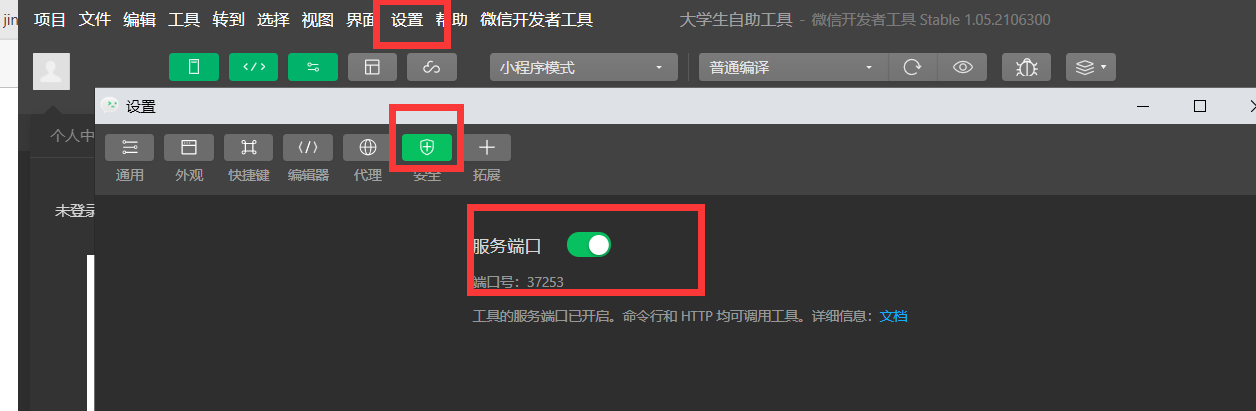 jin
项目 文件 编辑 工具 转到 选择 视图 界面 设置 帮助 微信开发者工具 大学生自助工具 - 微信开发者工具 Stable 1.05.2106300
小程序模式 普通编译
设置
个人中
通用 外观 快捷键 编辑器 代理 安全 拓展
未登录
服务端口
端口号：37253
工具的服务端口已开启。命令行和 HTTP 均可调用工具。详细信息：文档